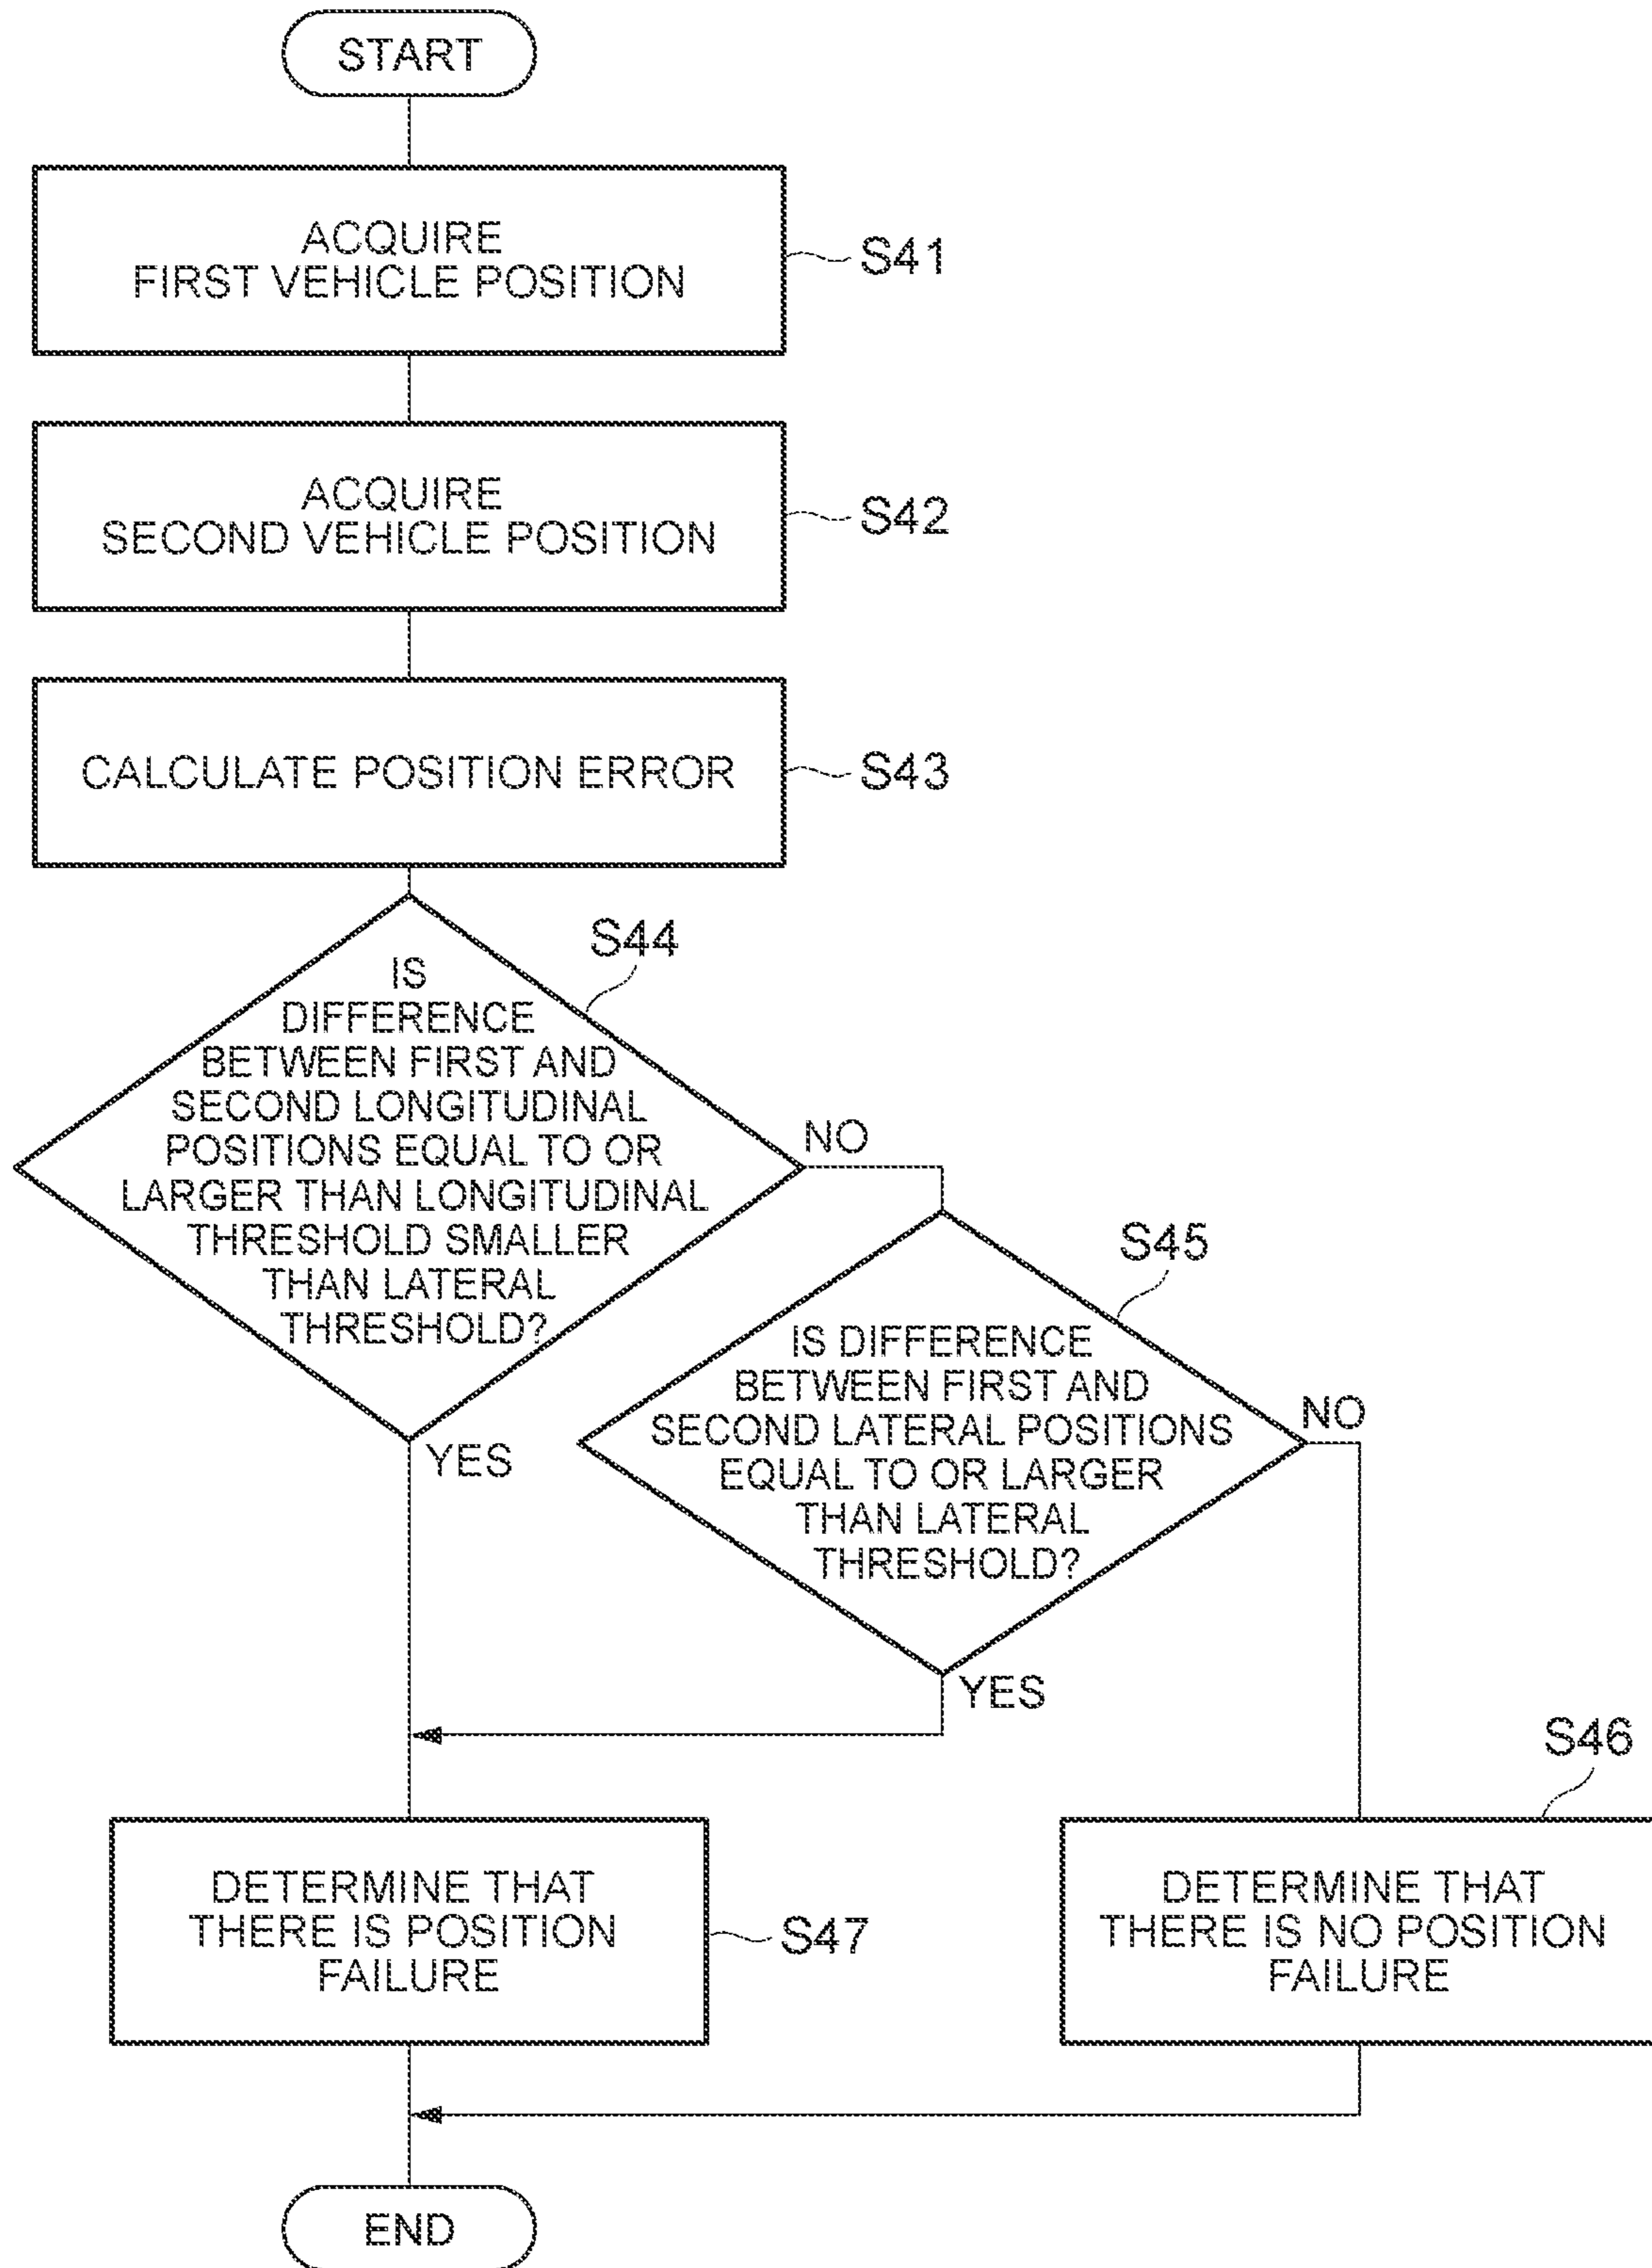 START
ACQUIRE
FIRST VEHICLE POSITION
S41
ACQUIRE
SECOND VEHICLE POSITION
S42
CALCULATE POSITION ERROR
S43
S44
IS
DIFFERENCE
BETWEEN FIRST AND
SECOND LONGITUDINAL
POSITIONS EQUAL TO OR
LARGER THAN LONGITUDINAL
THRESHOLD SMALLER
THAN LATERAL
THRESHOLD?
NO
YES
S45
IS DIFFERENCE
BETWEEN FIRST AND
SECOND LATERAL POSITIONS
EQUAL TO OR LARGER
THAN LATERAL
THRESHOLD?
NO
YES
S46
DETERMINE THAT
THERE IS POSITION
FAILURE
S47
DETERMINE THAT
THERE IS NO POSITION
FAILURE
END